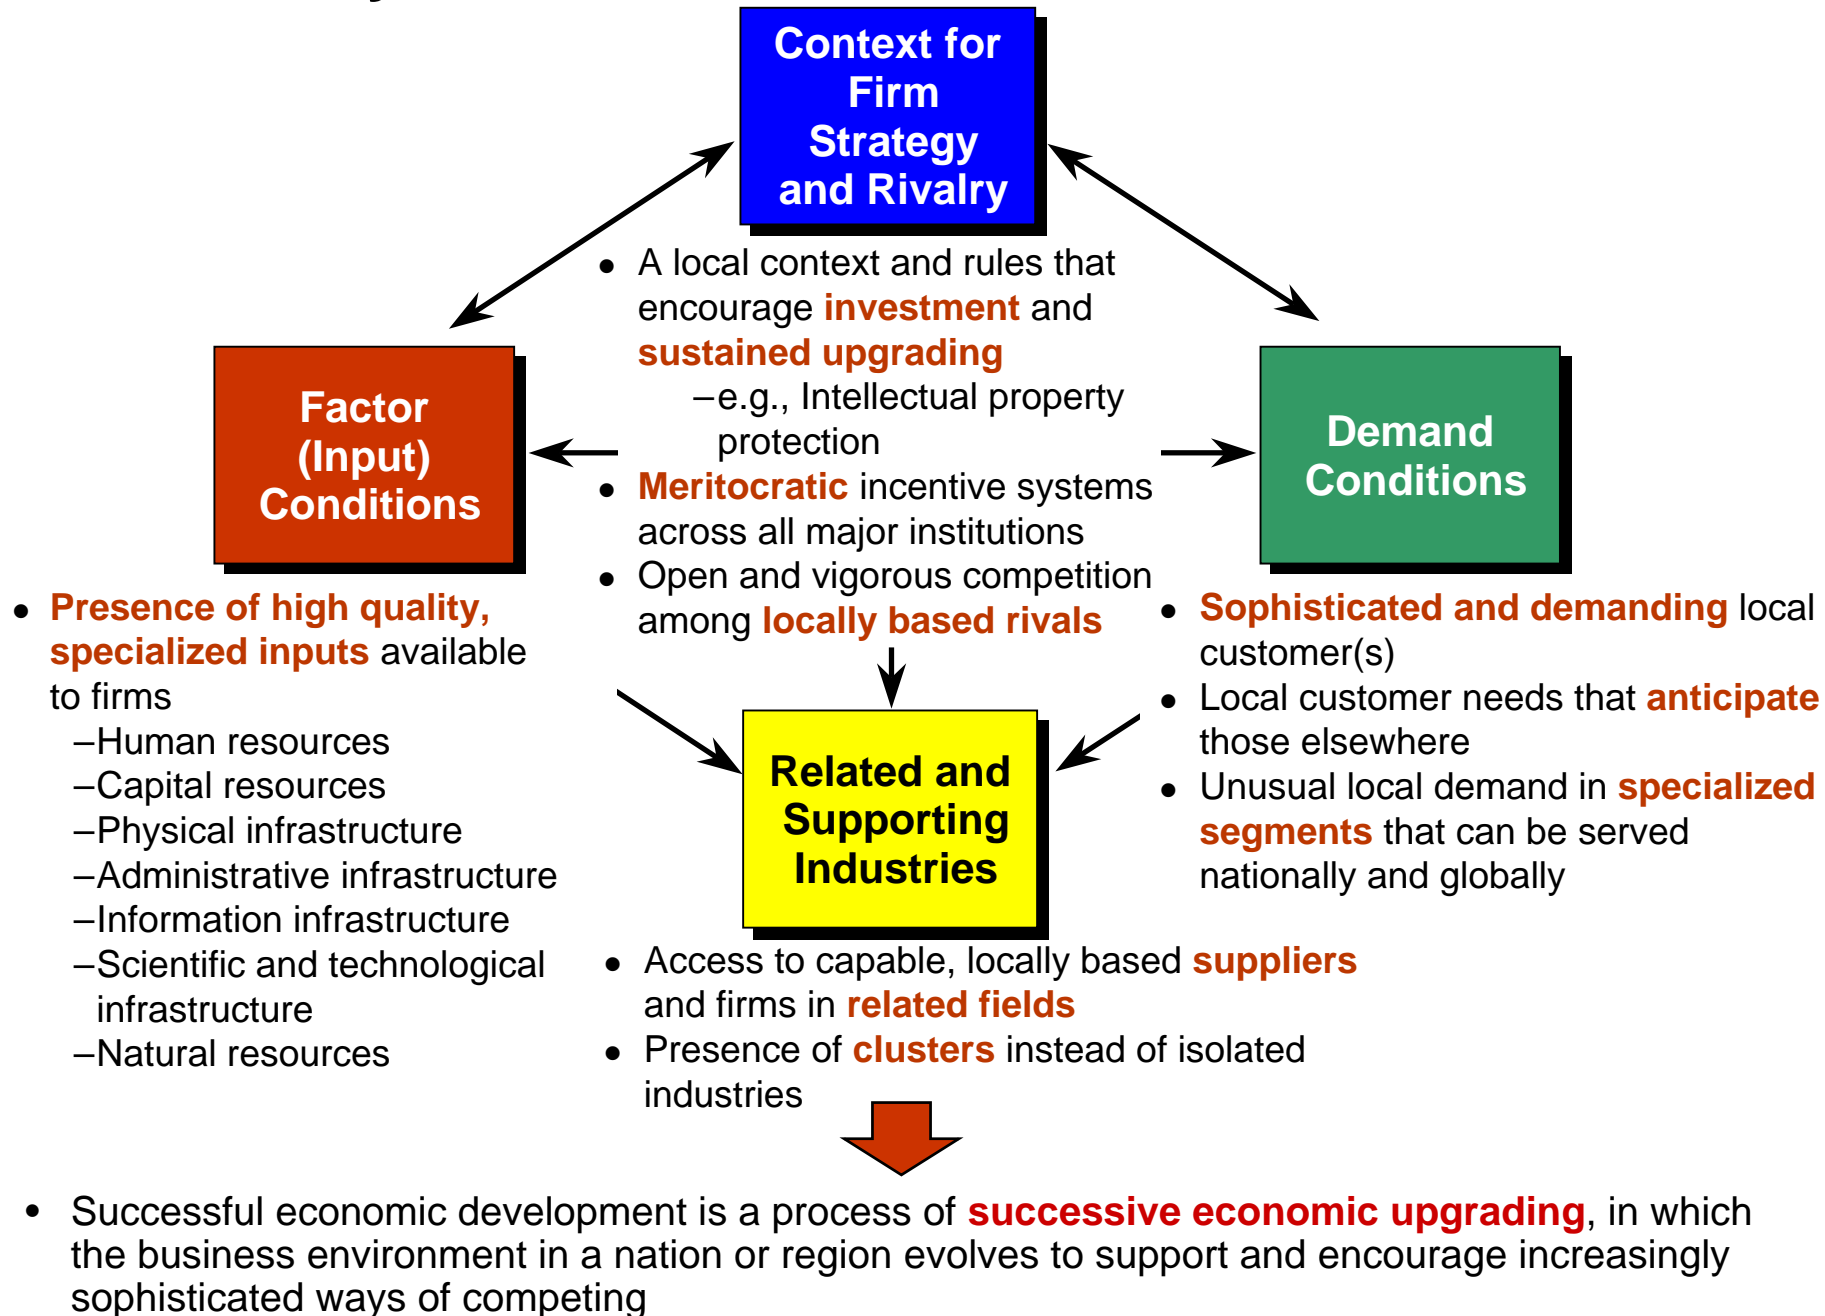 Context for
Firm
Strategy
and Rivalry
• A local context and rules that
encourage investment and
sustained upgrading
–e.g., Intellectual property
protection
• Meritocratic incentive systems
across all major institutions
• Open and vigorous competition
among locally based rivals
Factor
(Input)
Conditions
• Presence of high quality,
specialized inputs available
to firms
–Human resources
–Capital resources
–Physical infrastructure
–Administrative infrastructure
–Information infrastructure
–Scientific and technological
infrastructure
–Natural resources
Demand
Conditions
• Sophisticated and demanding local
customer(s)
• Local customer needs that anticipate
those elsewhere
• Unusual local demand in specialized
segments that can be served
nationally and globally
Related and
Supporting
Industries
• Access to capable, locally based suppliers
and firms in related fields
• Presence of clusters instead of isolated
industries
• Successful economic development is a process of successive economic upgrading, in which
the business environment in a nation or region evolves to support and encourage increasingly
sophisticated ways of competing